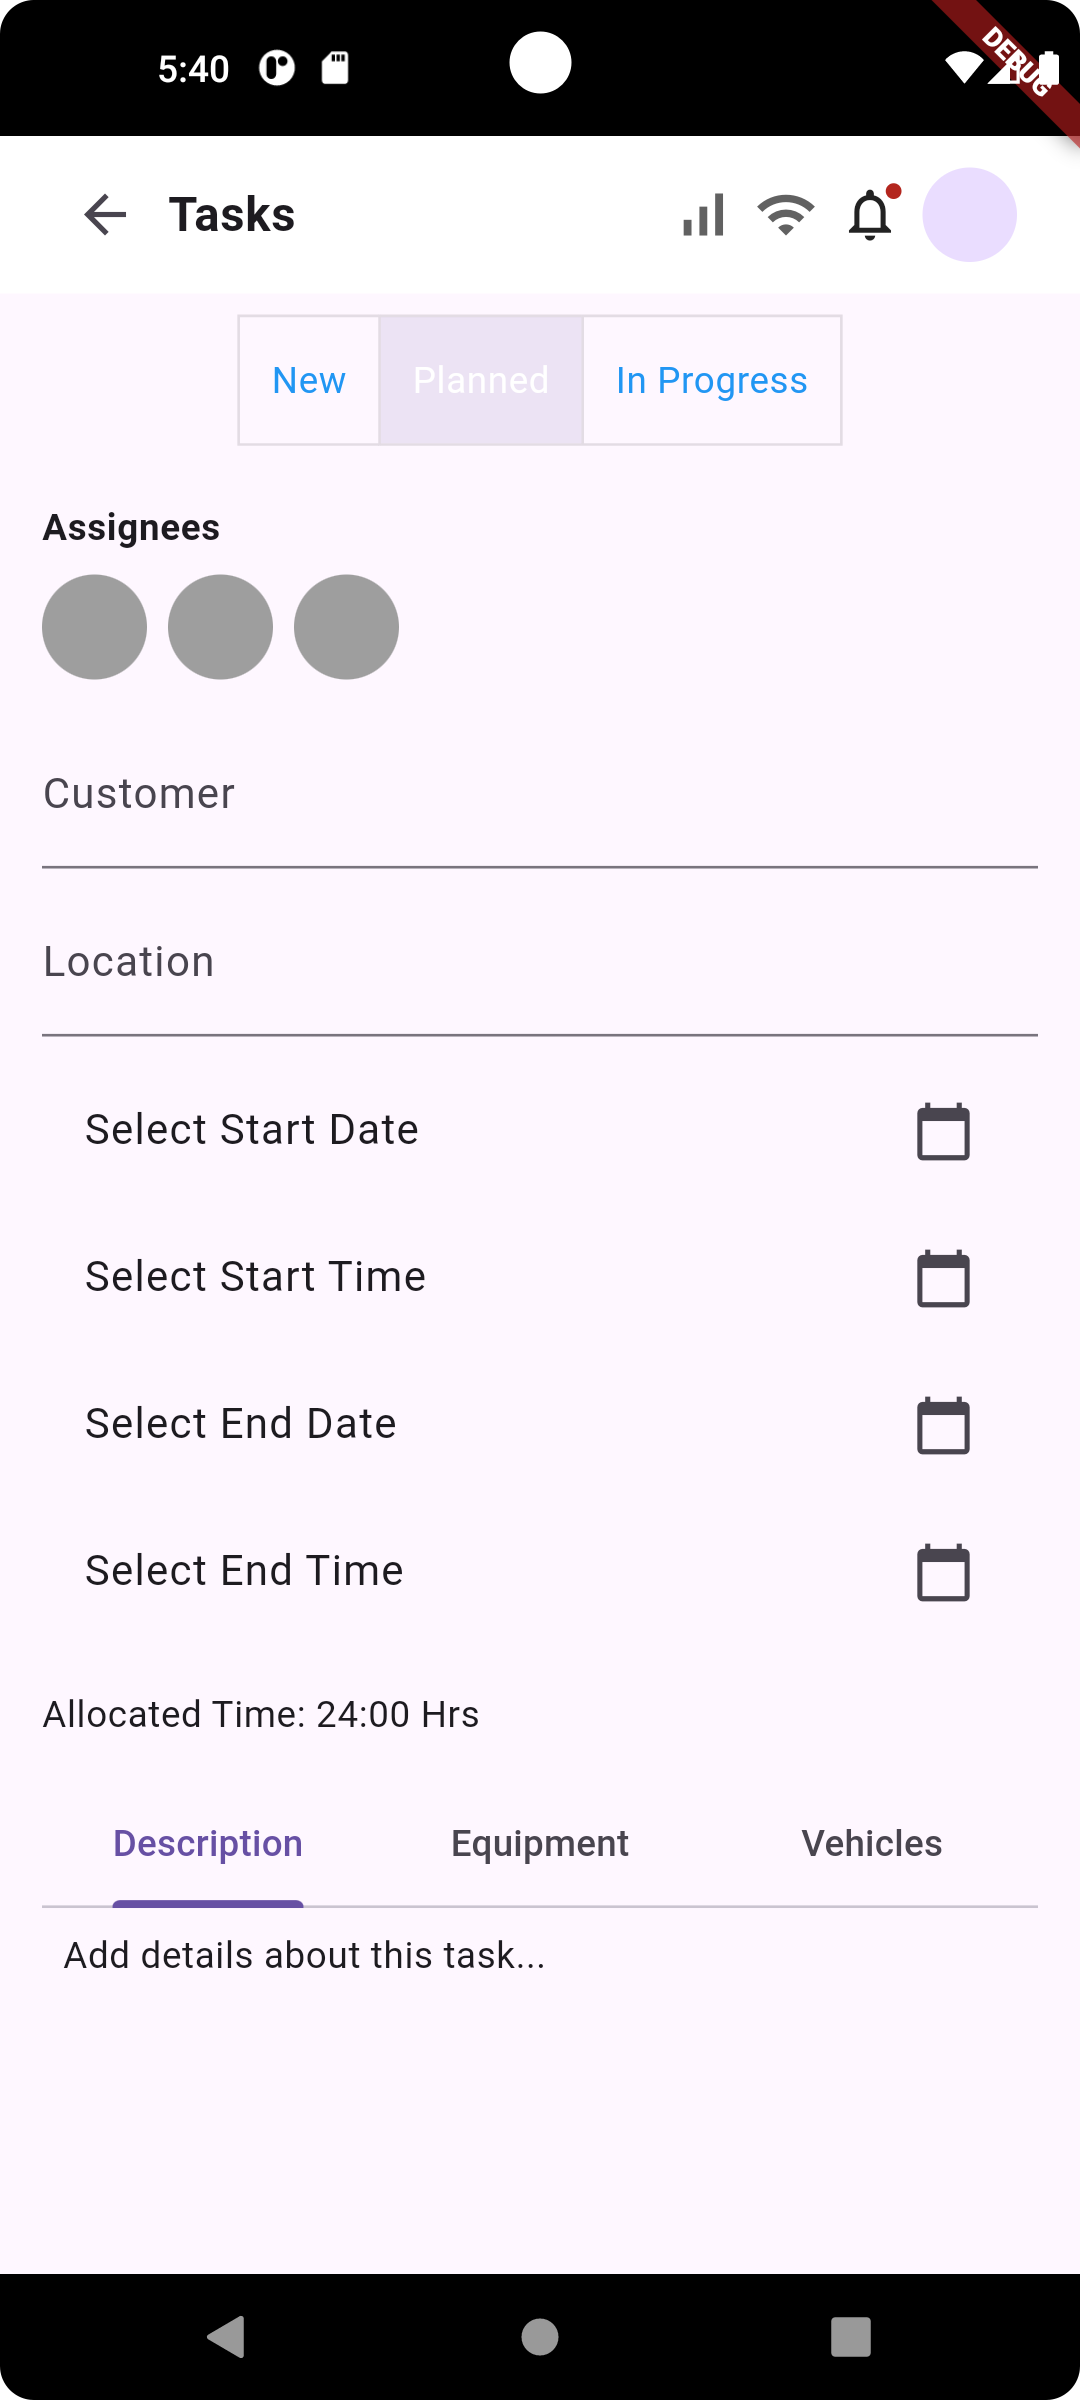 5:40
DEBUG
Tasks
New Planned In Progress
Assignees
Customer
Location
Select Start Date
Select Start Time
Select End Date
Select End Time
Allocated Time: 24:00 Hrs
Description Equipment Vehicles
Add details about this task...